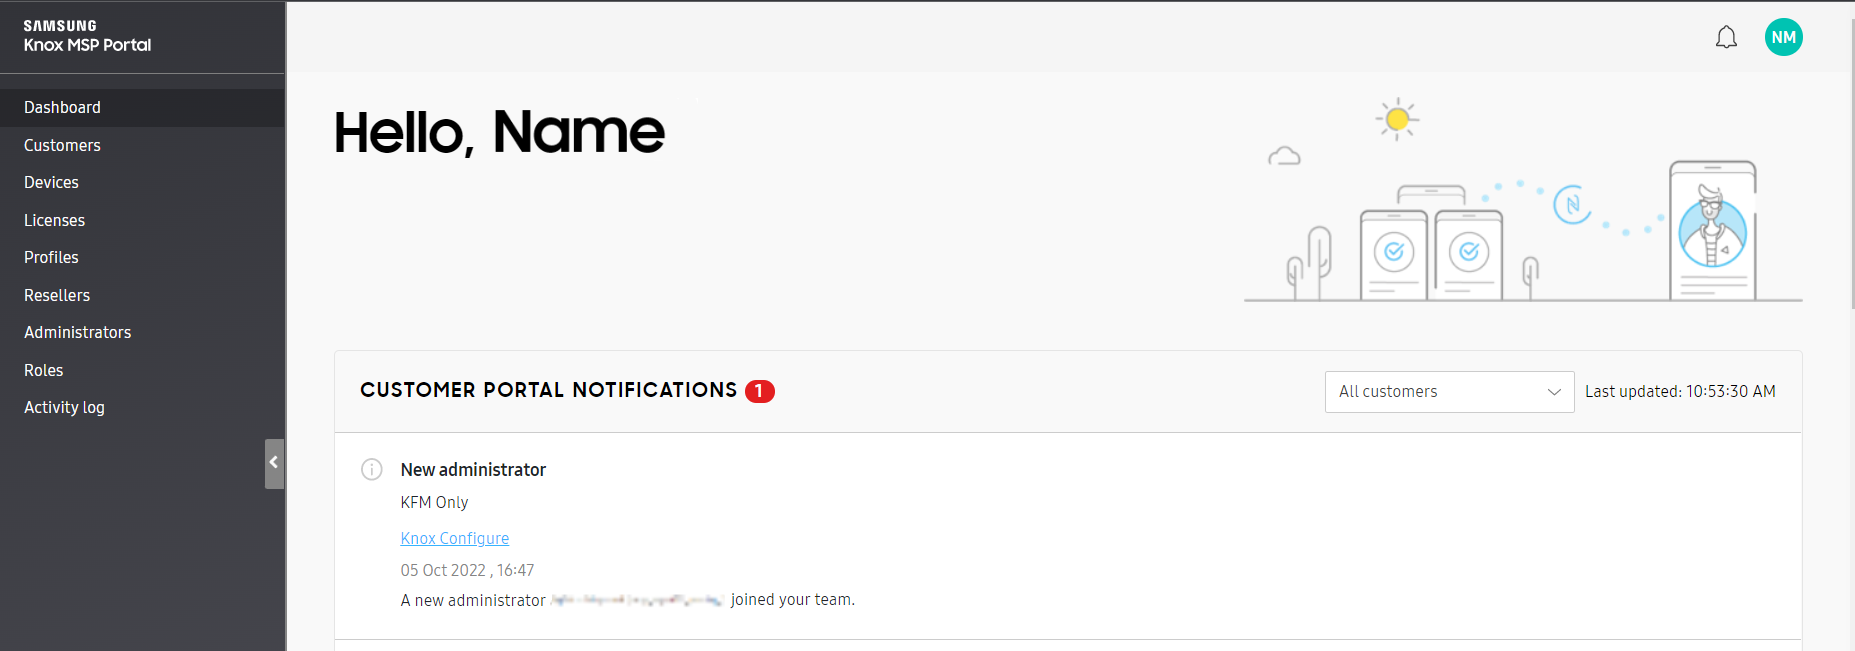 SAMSUNG
Knox MSP Portal
Dashboard
Customers
Devices
Licenses
Profiles
Resellers
Administrators
Roles
Activity log
NM
Hello, Name
CUSTOMER PORTAL NOTIFICATIONS 1
All customers
Last updated: 10:53:30 AM
New administrator
KFM Only
Knox Configure
05 Oct 2022 , 16:47
A new administrator joined your team.